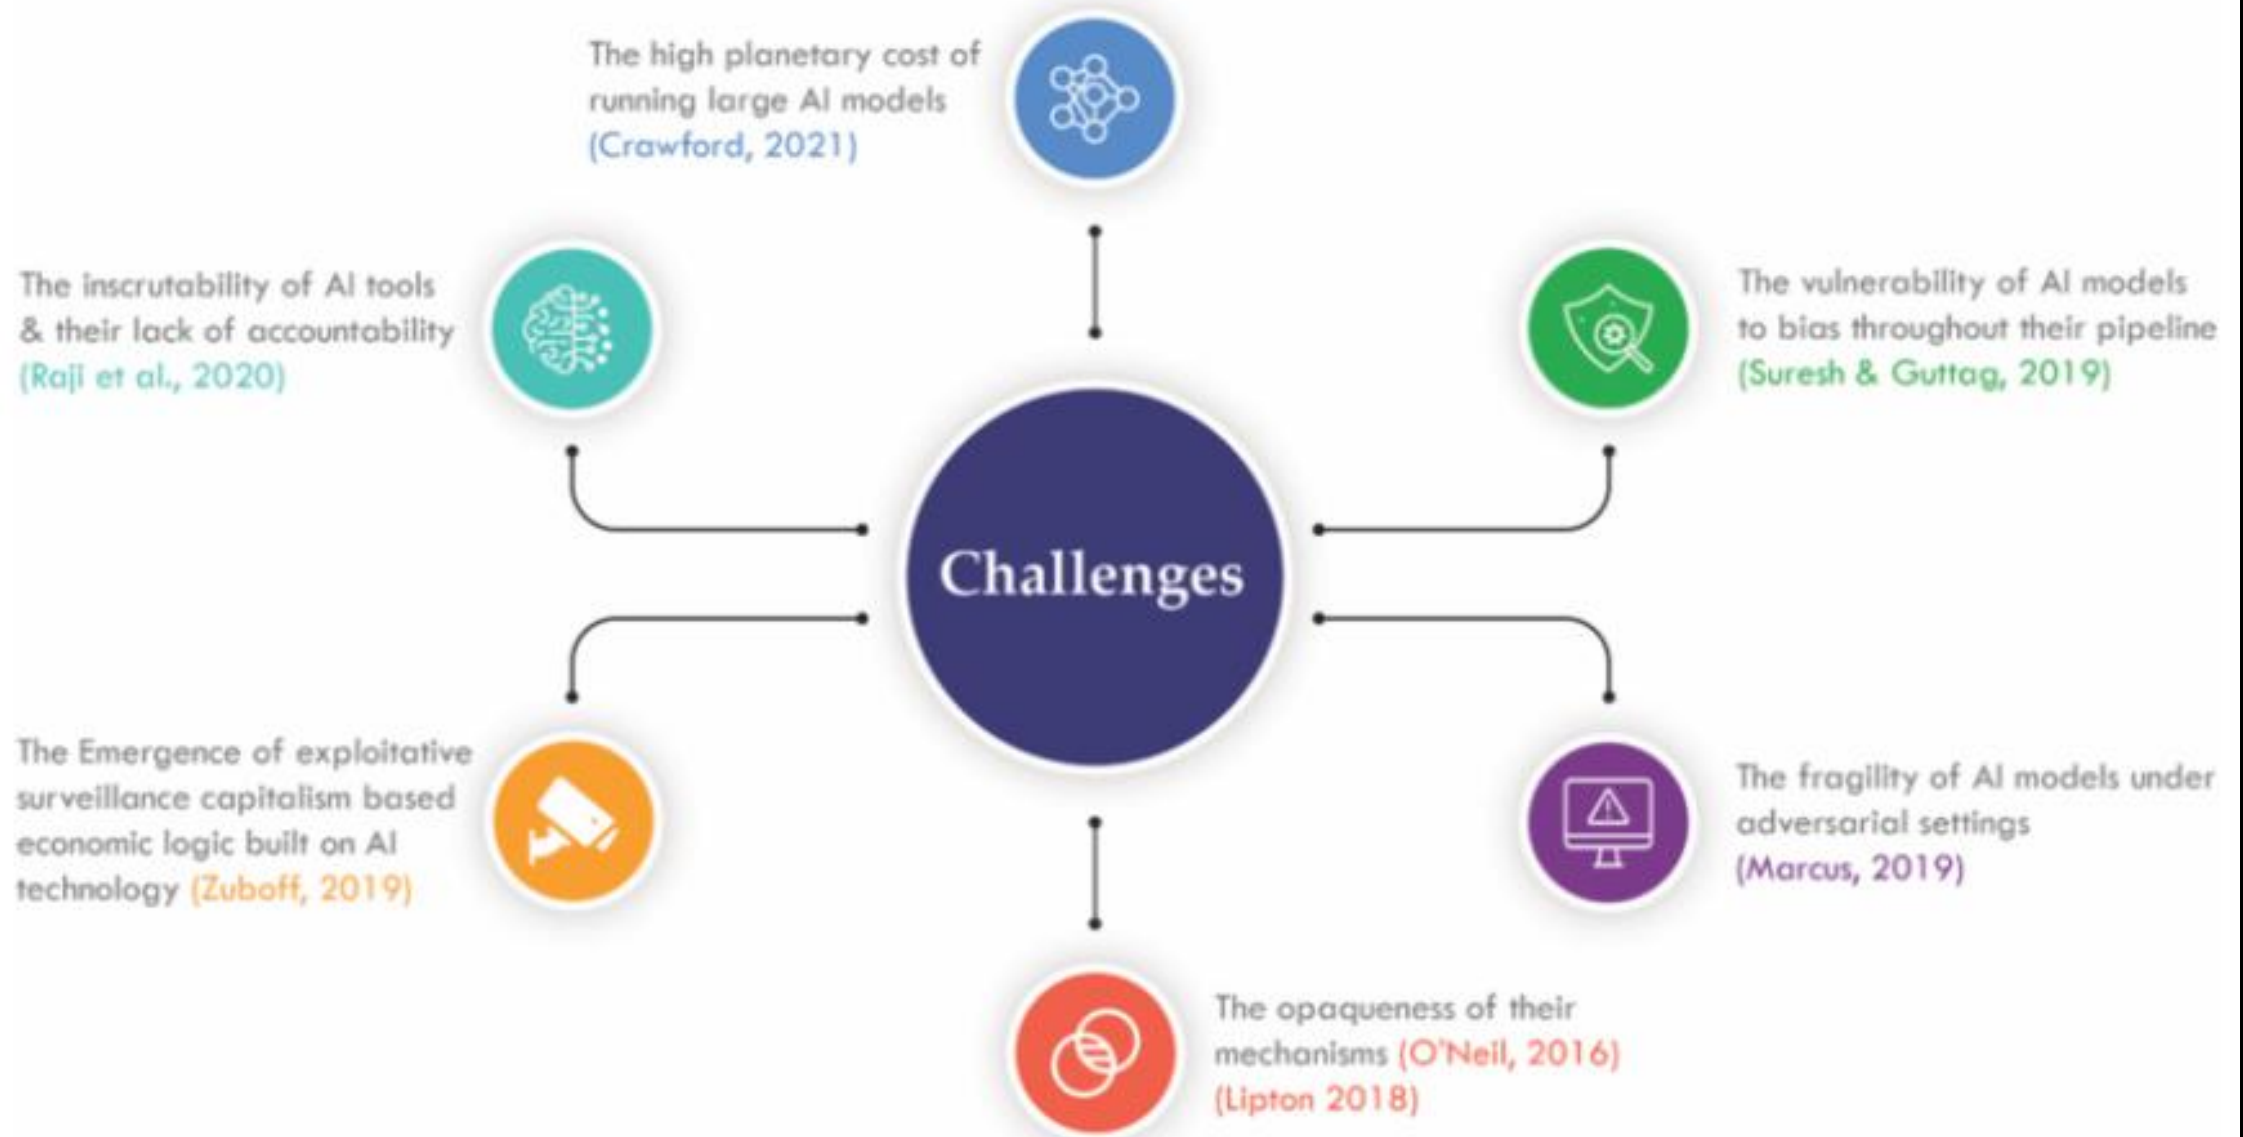 The high planetary cost of
running large AI models
(Crawford, 2021)
The inscrutability of AI tools
& their lack of accountability
(Raji et al., 2020)
The vulnerability of AI models
to bias throughout their pipeline
(Suresh & Guttag, 2019)
Challenges
The Emergence of exploitative
surveillance capitalism based
economic logic built on AI
technology (Zuboff, 2019)
The fragility of AI models under
adversarial settings
(Marcus, 2019)
The opaqueness of their
mechanisms (O'Neil, 2016)
(Lipton 2018)